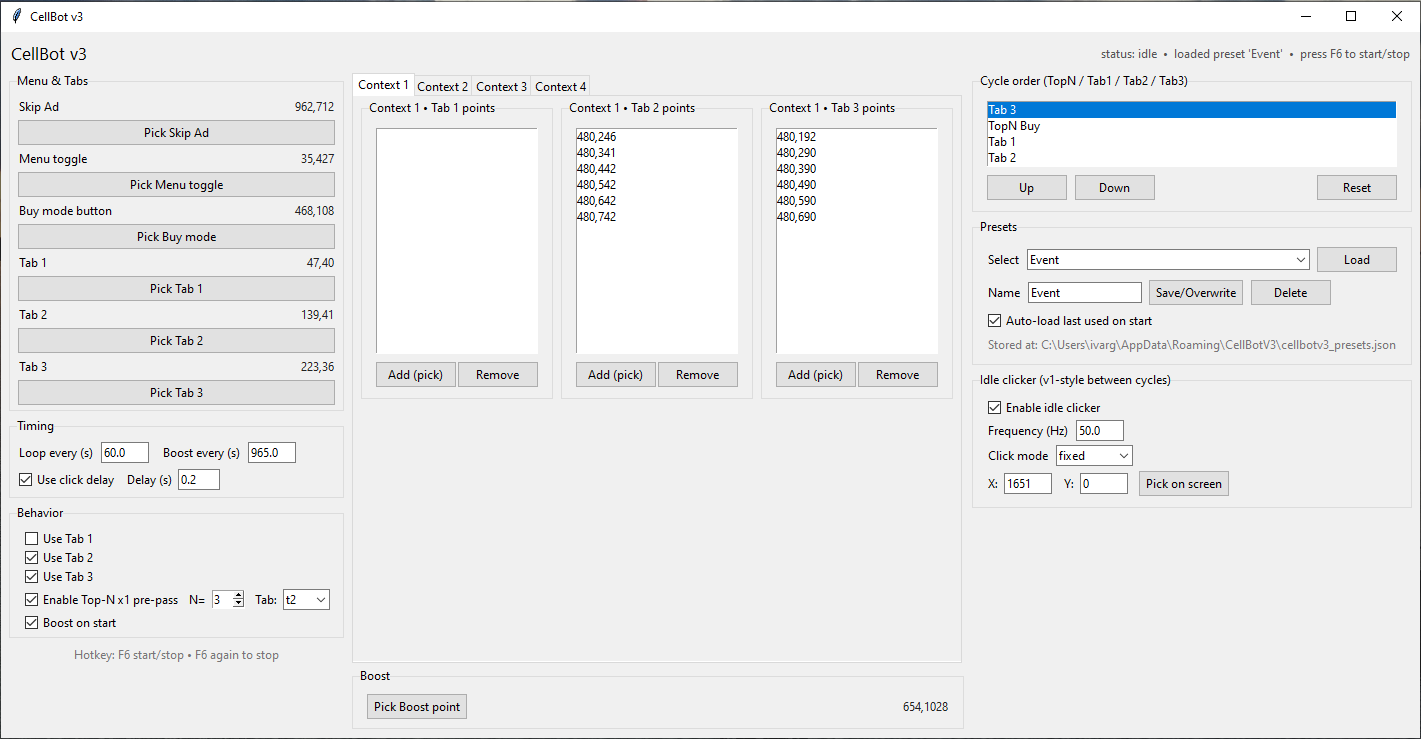 CellBot v3
CellBot v3
status: idle • loaded preset 'Event' • press F6 to start/stop
Menu & Tabs
Skip Ad 962,712
Pick Skip Ad
Menu toggle 35,427
Pick Menu toggle
Buy mode button 468,108
Pick Buy mode
Tab 1 47,40
Pick Tab 1
Tab 2 139,41
Pick Tab 2
Tab 3 223,36
Pick Tab 3
Timing
Loop every (s) 60.0 Boost every (s) 965.0
Use click delay Delay (s) 0.2
Behavior
Use Tab 1
Use Tab 2
Use Tab 3
Enable Top-N x1 pre-pass N= 3 Tab: t2
Boost on start
Hotkey: F6 start/stop • F6 again to stop
Context 1 Context 2 Context 3 Context 4
Context 1 • Tab 1 points
Add (pick) Remove
Context 1 • Tab 2 points
480,246
480,341
480,442
480,542
480,642
480,742
Add (pick) Remove
Context 1 • Tab 3 points
480,192
480,290
480,390
480,490
480,590
480,690
Add (pick) Remove
Boost
Pick Boost point 654,1028
Cycle order (TopN / Tab1 / Tab2 / Tab3)
Tab 3
TopN Buy
Tab 1
Tab 2
Up Down Reset
Presets
Select Event Load
Name Event Save/Overwrite Delete
Auto-load last used on start
Stored at: C:\Users\ivarg\AppData\Roaming\CellBotV3\cellbotv3_presets.json
Idle clicker (v1-style between cycles)
Enable idle clicker
Frequency (Hz) 50.0
Click mode fixed
X: 1651 Y: 0 Pick on screen